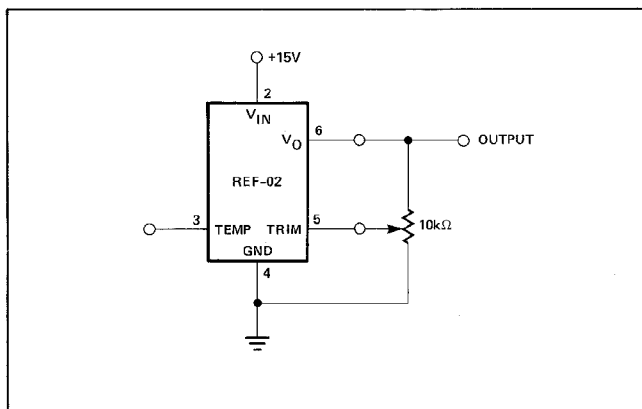 +15V
2
VIN
6
VO
OUTPUT
REF-02
3
TEMP
TRIM
5
10kΩ
GND
4